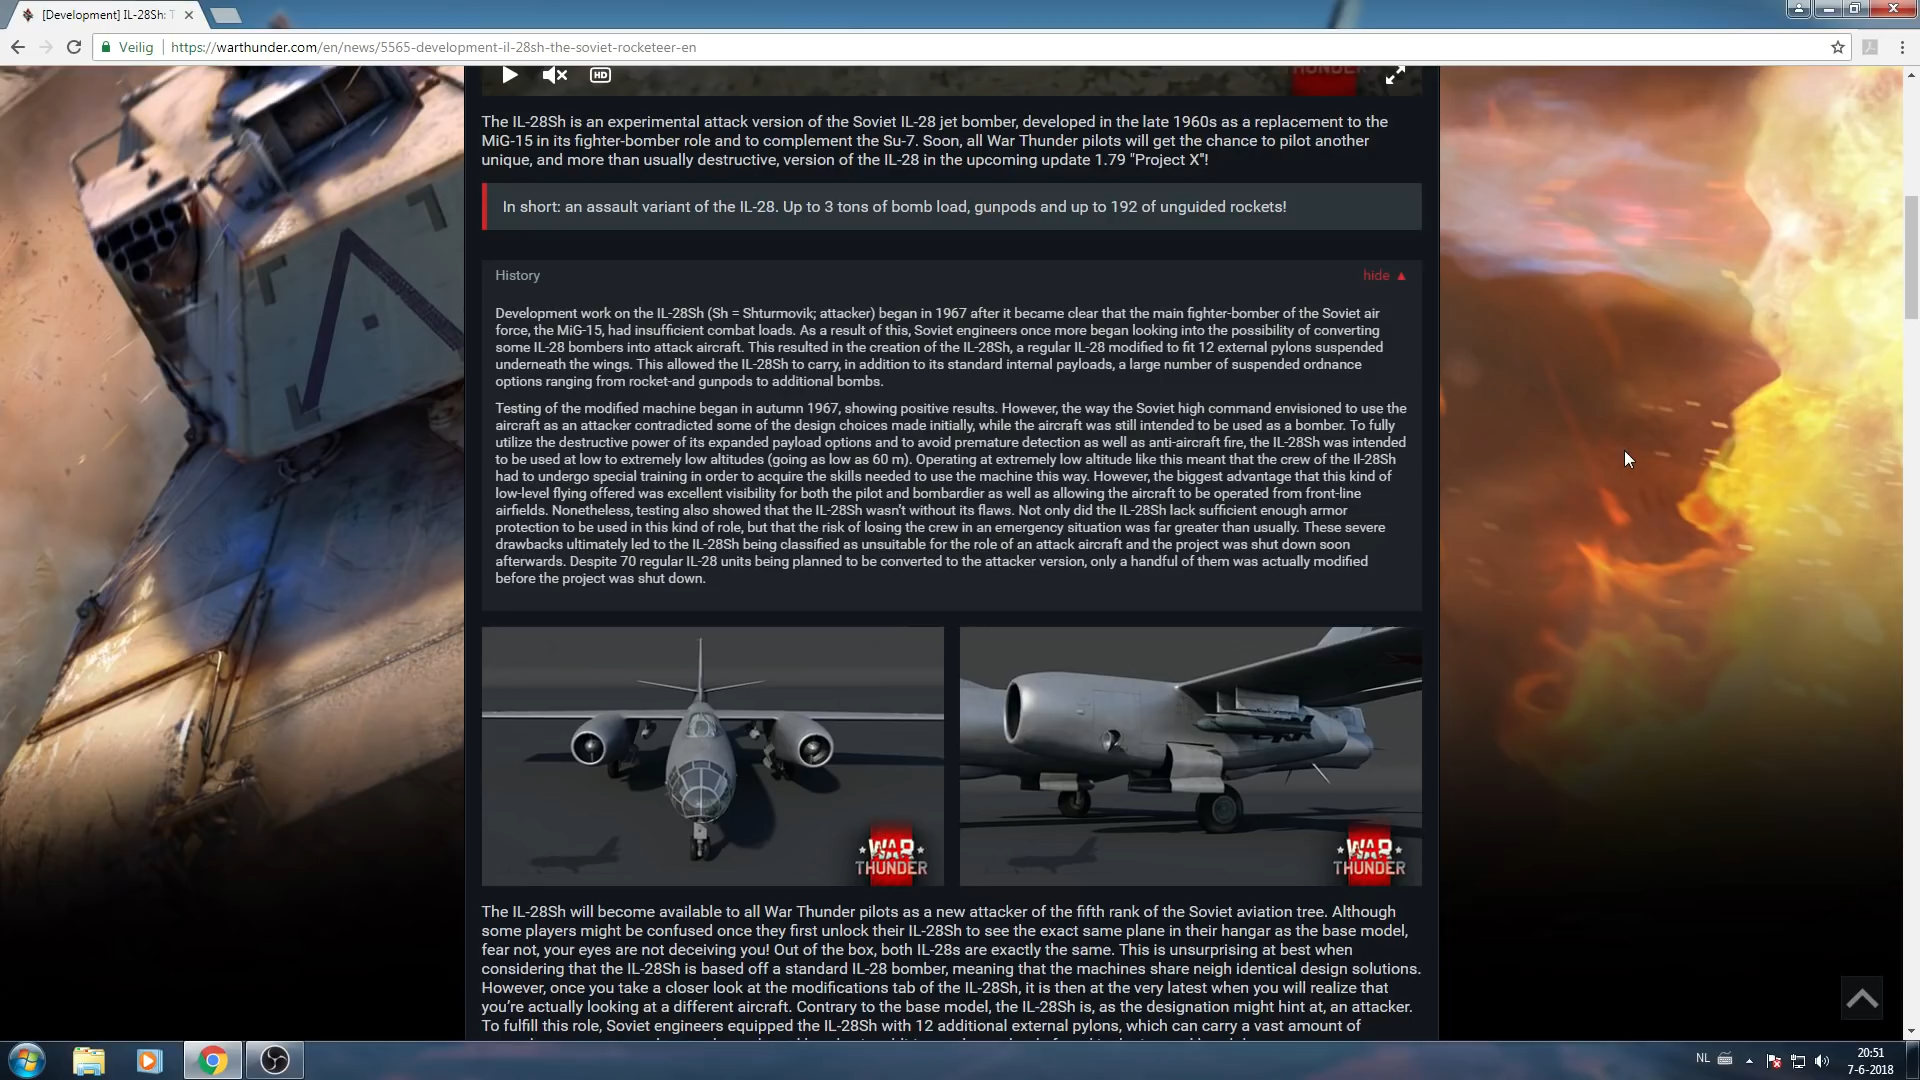 [Development] IL-28Sh: T
Veilig
https://warthunder.com/en/news/5565-development-il-28sh-the-soviet-rocketeer-en
HD
THUNDER
The IL-28Sh is an experimental attack version of the Soviet IL-28 jet bomber, developed in the late 1960s as a replacement to the
MiG-15 in its fighter-bomber role and to complement the Su-7. Soon, all War Thunder pilots will get the chance to pilot another
unique, and more than usually destructive, version of the IL-28 in the upcoming update 1.79 "Project X"!
In short: an assault variant of the IL-28. Up to 3 tons of bomb load, gunpods and up to 192 of unguided rockets!
History
hide ▲
Development work on the IL-28Sh (Sh = Shturmovik; attacker) began in 1967 after it became clear that the main fighter-bomber of the Soviet air
force, the MiG-15, had insufficient combat loads. As a result of this, Soviet engineers once more began looking into the possibility of converting
some IL-28 bombers into attack aircraft. This resulted in the creation of the IL-28Sh, a regular IL-28 modified to fit 12 external pylons suspended
underneath the wings. This allowed the IL-28Sh to carry, in addition to its standard internal payloads, a large number of suspended ordnance
options ranging from rocket-and gunpods to additional bombs.
Testing of the modified machine began in autumn 1967, showing positive results. However, the way the Soviet high command envisioned to use the
aircraft as an attacker contradicted some of the design choices made initially, while the aircraft was still intended to be used as a bomber. To fully
utilize the destructive power of its expanded payload options and to avoid premature detection as well as anti-aircraft fire, the IL-28Sh was intended
to be used at low to extremely low altitudes (going as low as 60 m). Operating at extremely low altitude like this meant that the crew of the Il-28Sh
had to undergo special training in order to acquire the skills needed to use the machine this way. However, the biggest advantage that this kind of
low-level flying offered was excellent visibility for both the pilot and bombardier as well as allowing the aircraft to be operated from front-line
airfields. Nonetheless, testing also showed that the IL-28Sh wasn't without its flaws. Not only did the IL-28Sh lack sufficient enough armor
protection to be used in this kind of role, but that the risk of losing the crew in an emergency situation was far greater than usually. These severe
drawbacks ultimately led to the IL-28Sh being classified as unsuitable for the role of an attack aircraft and the project was shut down soon
afterwards. Despite 70 regular IL-28 units being planned to be converted to the attacker version, only a handful of them was actually modified
before the project was shut down.
WAR
THUNDER
WAR
THUNDER
The IL-28Sh will become available to all War Thunder pilots as a new attacker of the fifth rank of the Soviet aviation tree. Although
some players might be confused once they first unlock their IL-28Sh to see the exact same plane in their hangar as the base model,
fear not, your eyes are not deceiving you! Out of the box, both IL-28s are exactly the same. This is unsurprising at best when
considering that the IL-28Sh is based off a standard IL-28 bomber, meaning that the machines share neigh identical design solutions.
However, once you take a closer look at the modifications tab of the IL-28Sh, it is then at the very latest when you will realize that
you're actually looking at a different aircraft. Contrary to the base model, the IL-28Sh is, as the designation might hint at, an attacker.
To fulfill this role, Soviet engineers equipped the IL-28Sh with 12 additional external pylons, which can carry a vast amount of
NL
20:51
7-6-2018